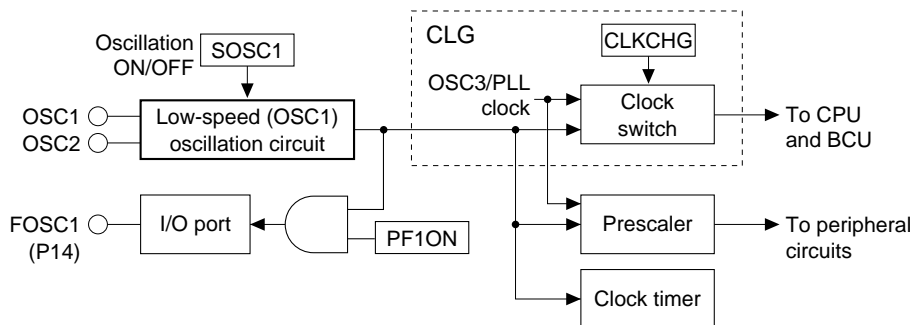 Oscillation
ON/OFF
SOSC1
CLG
CLKCHG
OSC3/PLL
clock
OSC1
OSC2
Low-speed (OSC1)
oscillation circuit
Clock
switch
To CPU
and BCU
FOSC1
(P14)
I/O port
PF1ON
Prescaler
To peripheral
circuits
Clock timer